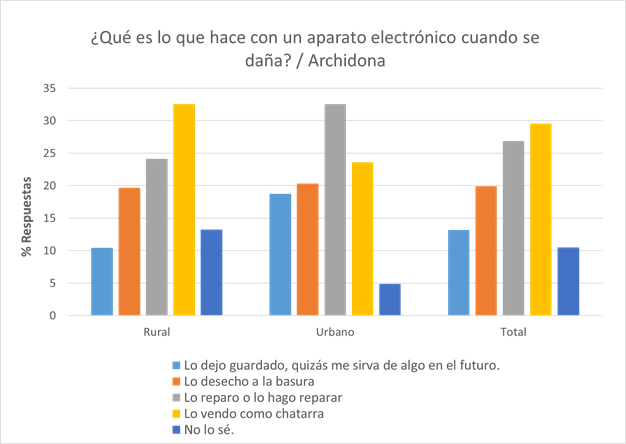 ¿Qué es lo que hace con un aparato electrónico cuando se
daña? / Archidona
% Respuestas
35
30
25
20
15
10
5
0
Rural
Urbano
Total
Lo dejo guardado, quizás me sirva de algo en el futuro.
Lo desecho a la basura
Lo reparo o lo hago reparar
Lo vendo como chatarra
No lo sé.